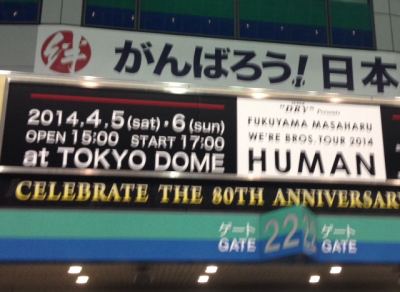 絆 がんばろう!日本
2014.4.5(sat)・6(sun)
OPEN 15:00 START 17:00
at TOKYO DOME
"DRY" Presents
FUKUYAMA MASAHARU
WE'RE BROS. TOUR 2014
HUMAN
CELEBRATE THE 80TH ANNIVERSARY
ゲート
GATE
22
ゲート
GATE